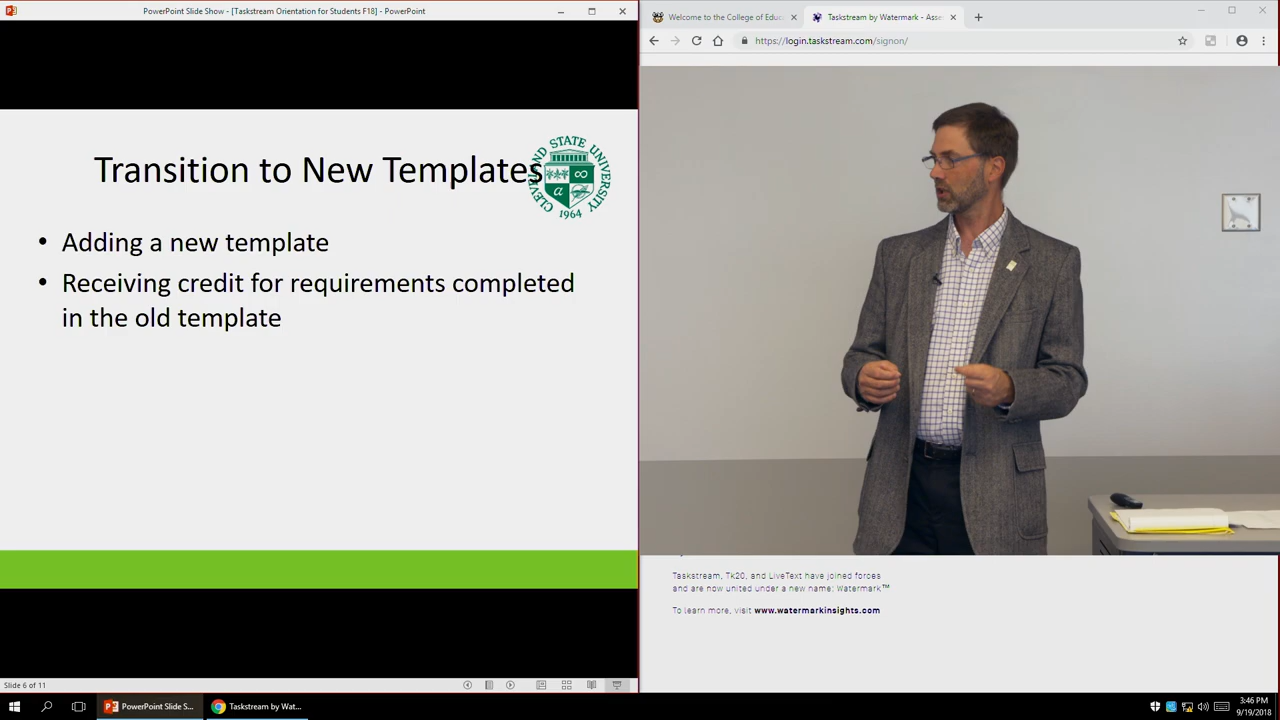 PowerPoint Slide Show - [Taskstream Orientation for Students F18] - PowerPoint
Transition to New Templates
CLEVELAND STATE UNIVERSITY
1964
• Adding a new template
• Receiving credit for requirements completed
in the old template
Slide 6 of 11
Welcome to the College of Educ
Taskstream by Watermark - Asse
https://login.taskstream.com/signon/
Taskstream, Tk20, and LiveText have joined forces
and are now united under a new name: Watermark™
To learn more, visit www.watermarkinsights.com
PowerPoint Slide S...
Taskstream by Wat...
3:46 PM
9/19/2018